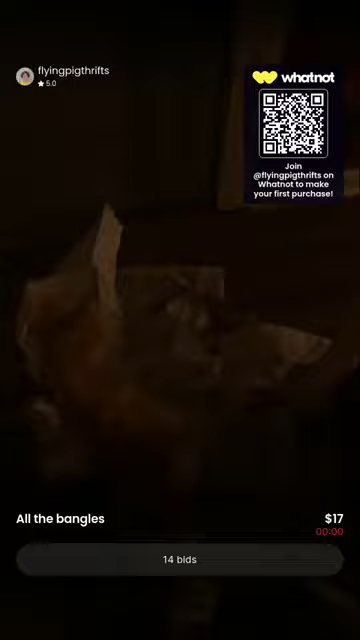 flyingpigthrifts
5.0
whatnot
Join
@flyingpigthrifts on
Whatnot to make
your first purchase!
All the bangles
$17
00:00
14 bids